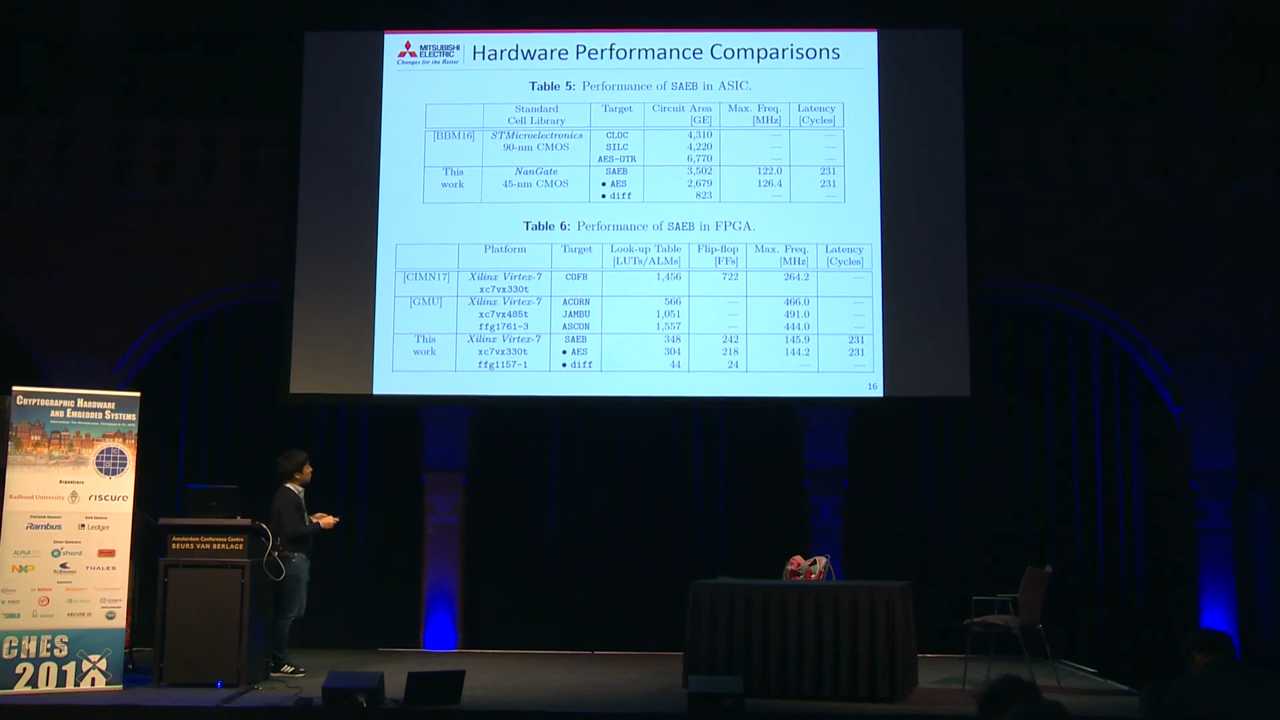 MITSUBISHI
ELECTRIC
Changes for the Better
Hardware Performance Comparisons
Table 5: Performance of SAEB in ASIC.
Standard Cell Library Target Circuit Area [GE] Max. Freq. [MHz] Latency [Cycles]
[BBM16] STMicroelectronics CLOC 4,310 — —
90-nm CMOS SILC 4,220 — —
AES-OTR 6,770 — —
This NanGate SAEB 3,502 122.0 231
work 45-nm CMOS • AES 2,679 126.4 231
• diff 823 — —
Table 6: Performance of SAEB in FPGA.
Platform Target Look-up Table [LUTs/ALMs] Flip-flop [FFs] Max. Freq. [MHz] Latency [Cycles]
[CIMN17] Xilinx Virtex-7 COFB 1,456 722 264.2 —
xc7vx330t
[GMU] Xilinx Virtex-7 ACORN 566 — 466.0 —
xc7vx485t JAMBU 1,051 — 491.0 —
ffg1761-3 ASCON 1,557 — 444.0 —
This Xilinx Virtex-7 SAEB 348 242 145.9 231
work xc7vx330t • AES 304 218 144.2 231
ffg1157-1 • diff 44 24 — —
16
CRYPTOGRAPHIC HARDWARE
AND EMBEDDED SYSTEMS
Organizers
Radboud University
riscure
Rambus
Ledger
eshard
NXP
THALES
SECURE-IC
CHES
2018
Amsterdam Conference Centre
BEURS VAN BERLAGE